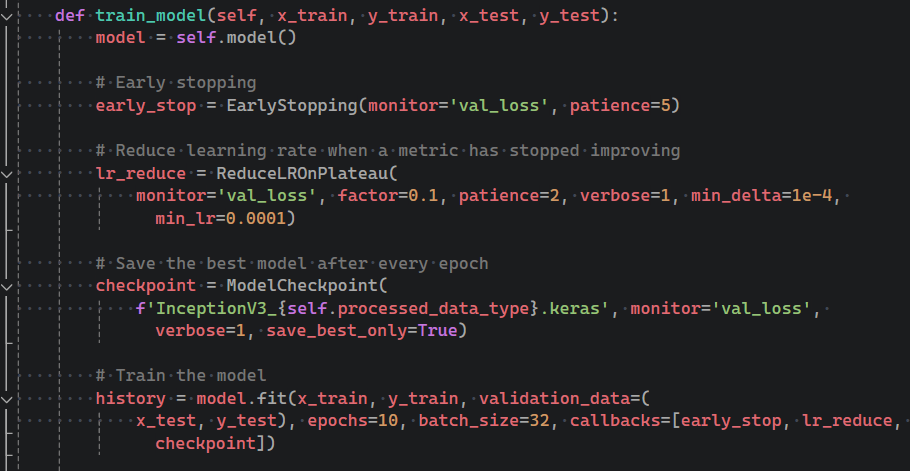 def train_model(self, x_train, y_train, x_test, y_test):
model = self.model()
# Early stopping
early_stop = EarlyStopping(monitor='val_loss', patience=5)
# Reduce learning rate when a metric has stopped improving
lr_reduce = ReduceLROnPlateau(
monitor='val_loss', factor=0.1, patience=2, verbose=1, min_delta=1e-4,
min_lr=0.0001)
# Save the best model after every epoch
checkpoint = ModelCheckpoint(
f'InceptionV3_{self.processed_data_type}.keras', monitor='val_loss',
verbose=1, save_best_only=True)
# Train the model
history = model.fit(x_train, y_train, validation_data=(
x_test, y_test), epochs=10, batch_size=32, callbacks=[early_stop, lr_reduce,
checkpoint])